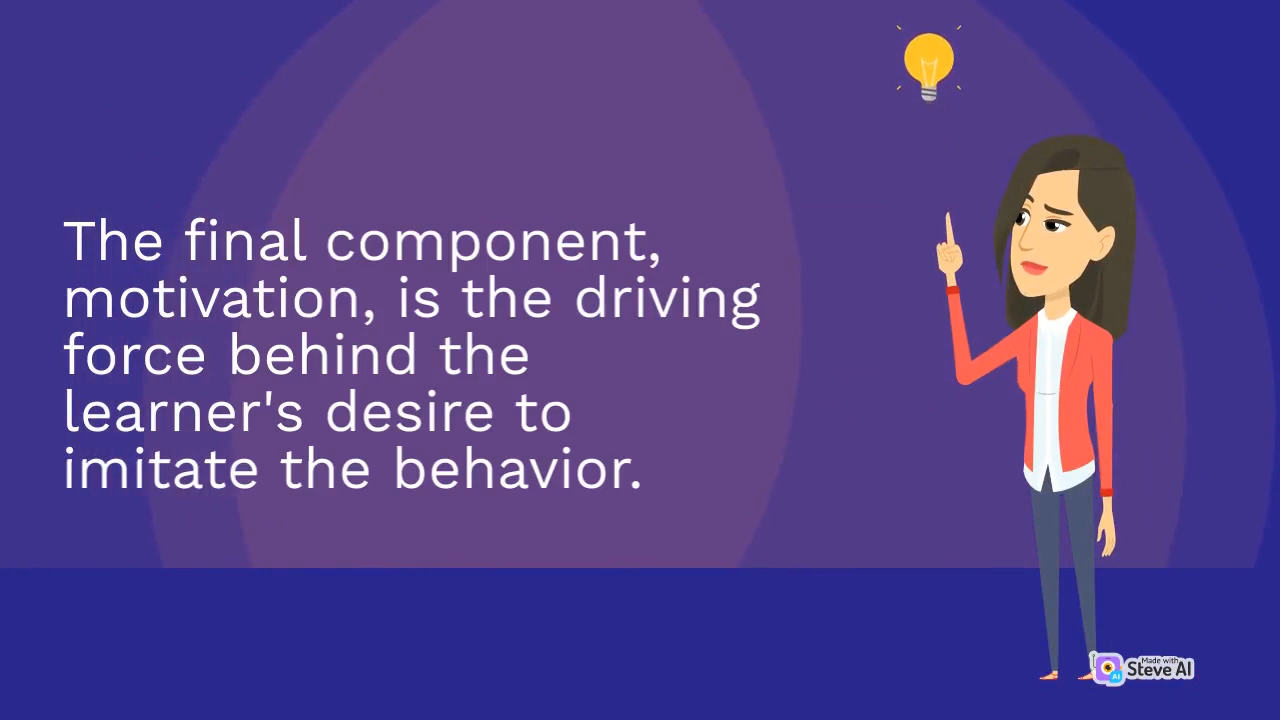 The final component,
motivation, is the driving
force behind the
learner's desire to
imitate the behavior.
Made with
Steve AI
AI